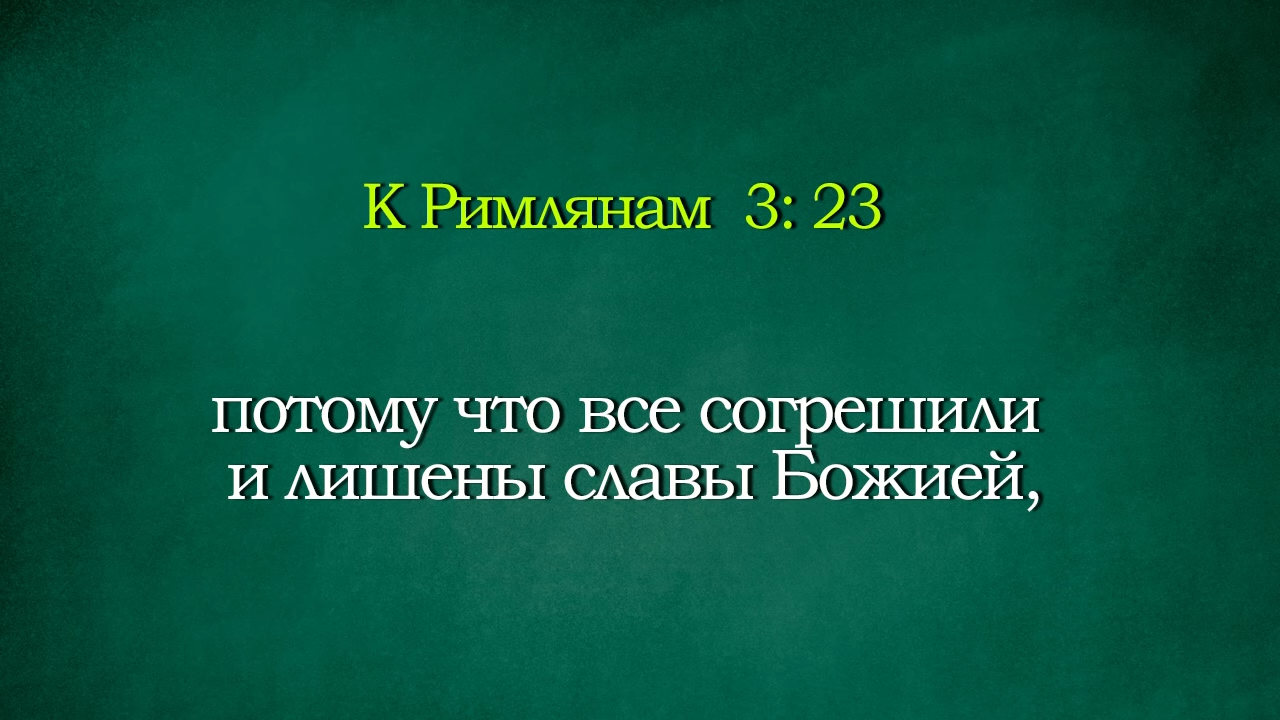 К Римлянам 3: 23
потому что все согрешили
и лишены славы Божией,